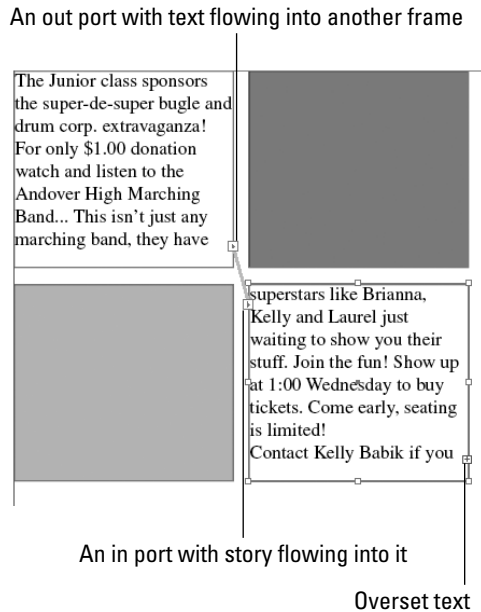 An out port with text flowing into another frame
The Junior class sponsors
the super-de-super bugle and
drum corp. extravaganza!
For only $1.00 donation
watch and listen to the
Andover High Marching
Band... This isn’t just any
marching band, they have
superstars like Brianna,
Kelly and Laurel just
waiting to show you their
stuff. Join the fun! Show up
at 1:00 Wednesday to buy
tickets. Come early, seating
is limited!
Contact Kelly Babik if you
An in port with story flowing into it
Overset text